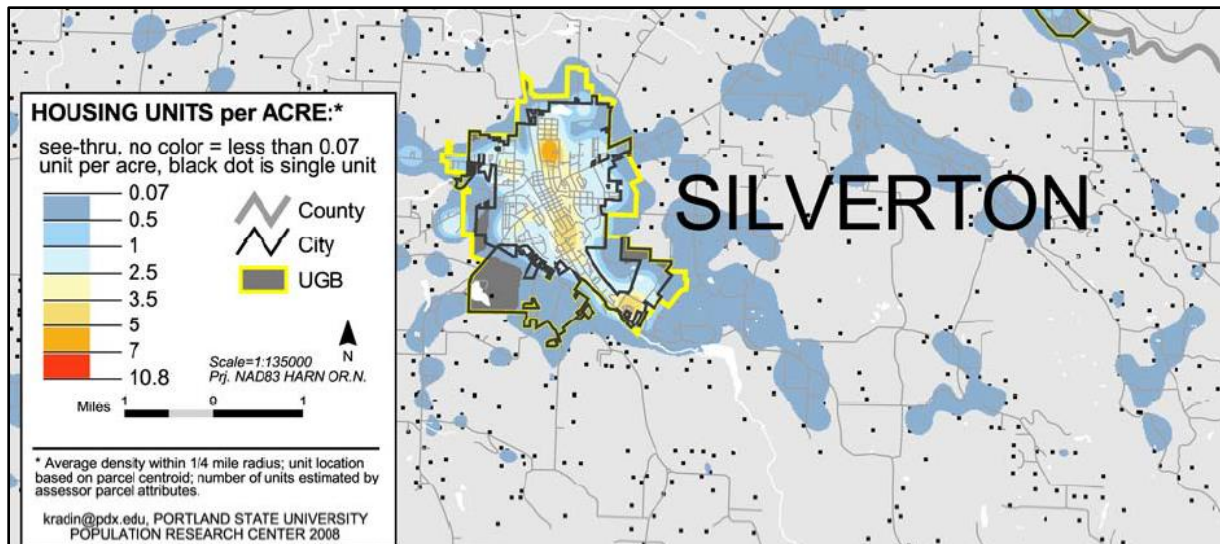 HOUSING UNITS per ACRE:*
see-thru, no color = less than 0.07
unit per acre, black dot is single unit
0.07
0.5
1
2.5
3.5
5
7
10.8
County
City
UGB
N
Scale=1:135000
Prj. NAD83 HARN OR.N.
Miles 1 0 1
* Average density within 1/4 mile radius; unit location
based on parcel centroid; number of units estimated by
assessor parcel attributes.
kradin@pdx.edu, PORTLAND STATE UNIVERSITY
POPULATION RESEARCH CENTER 2008
SILVERTON